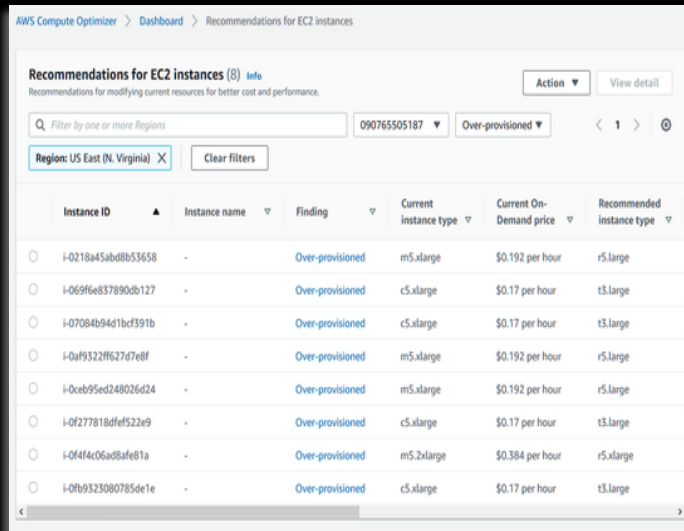 AWS Compute Optimizer > Dashboard > Recommendations for EC2 instances
Recommendations for EC2 instances (8) Info
Recommendations for modifying current resources for better cost and performance.
Action ▼ View detail
Filter by one or more Regions
090765505187 ▼ Over-provisioned ▼ < 1 >
Region: US East (N. Virginia) X Clear filters
Instance ID ▲ Instance name Finding Current instance type Current On-Demand price Recommended instance type
i-0218a45abd8b53658 - Over-provisioned m5.xlarge $0.192 per hour r5.large
i-069f6e837890db127 - Over-provisioned c5.xlarge $0.17 per hour t3.large
i-07084b94d1bcf391b - Over-provisioned c5.xlarge $0.17 per hour t3.large
i-0af9322ff627d7e8f - Over-provisioned m5.xlarge $0.192 per hour r5.large
i-0ceb95ed248026d24 - Over-provisioned m5.xlarge $0.192 per hour r5.large
i-0f277818dfef522e9 - Over-provisioned c5.xlarge $0.17 per hour t3.large
i-0f4f4c06ad8afe81a - Over-provisioned m5.2xlarge $0.384 per hour r5.xlarge
i-0fb9323080785de1e - Over-provisioned c5.xlarge $0.17 per hour t3.large